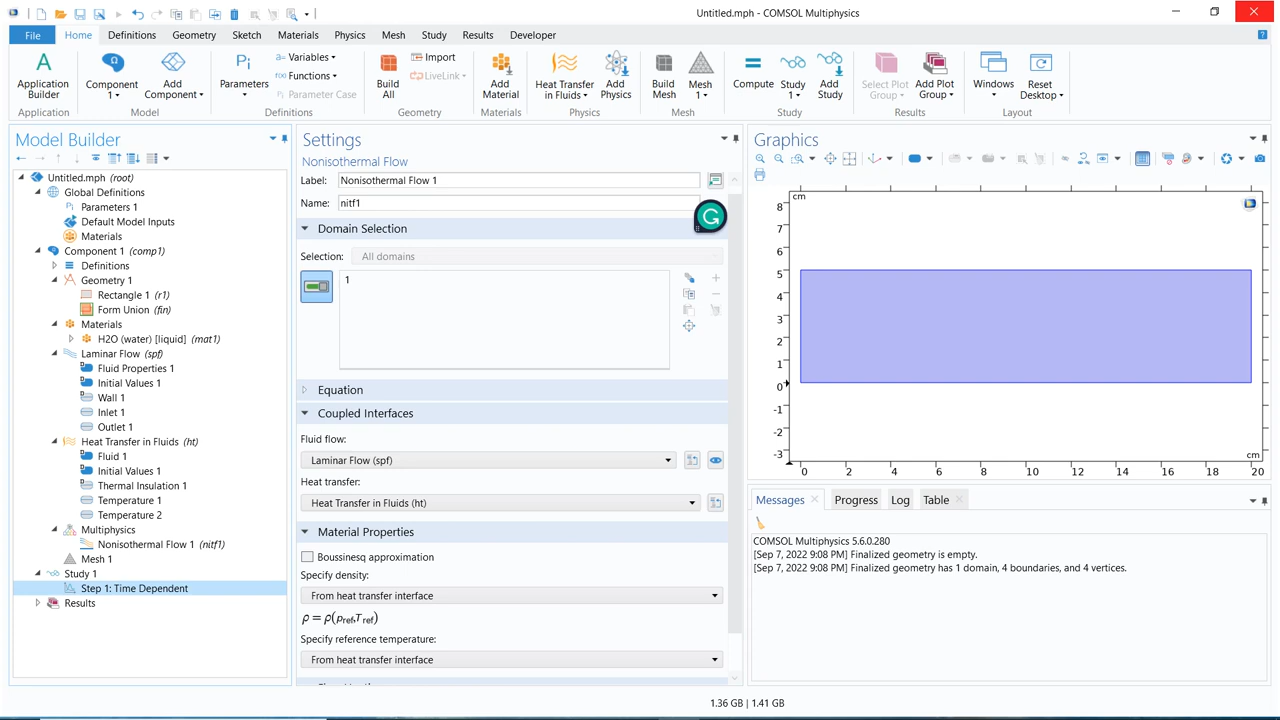 Untitled.mph - COMSOL Multiphysics
File Home Definitions Geometry Sketch Materials Physics Mesh Study Results Developer
Application Builder
Component 1
Add Component
Parameters
Variables
Functions
Parameter Case
Build All
Import
LiveLink
Add Material
Heat Transfer in Fluids
Add Physics
Build Mesh
Mesh 1
Compute
Study 1
Add Study
Select Plot Group
Add Plot Group
Windows
Reset Desktop
Application Model Definitions Geometry Materials Physics Mesh Study Results Layout
Model Builder
Untitled.mph (root)
Global Definitions
Parameters 1
Default Model Inputs
Materials
Component 1 (comp1)
Definitions
Geometry 1
Rectangle 1 (r1)
Form Union (fin)
Materials
H2O (water) [liquid] (mat1)
Laminar Flow (spf)
Fluid Properties 1
Initial Values 1
Wall 1
Inlet 1
Outlet 1
Heat Transfer in Fluids (ht)
Fluid 1
Initial Values 1
Thermal Insulation 1
Temperature 1
Temperature 2
Multiphysics
Nonisothermal Flow 1 (nitf1)
Mesh 1
Study 1
Step 1: Time Dependent
Results
Settings
Nonisothermal Flow
Label: Nonisothermal Flow 1
Name: nitf1
Domain Selection
Selection: All domains
1
Equation
Coupled Interfaces
Fluid flow:
Laminar Flow (spf)
Heat transfer:
Heat Transfer in Fluids (ht)
Material Properties
Boussinesq approximation
Specify density:
From heat transfer interface
ρ = ρ(pref,Tref)
Specify reference temperature:
From heat transfer interface
Graphics
cm
8
7
6
5
4
3
2
1
0
-1
-2
-3
cm
0 2 4 6 8 10 12 14 16 18 20
Messages Progress Log Table
COMSOL Multiphysics 5.6.0.280
[Sep 7, 2022 9:08 PM] Finalized geometry is empty.
[Sep 7, 2022 9:08 PM] Finalized geometry has 1 domain, 4 boundaries, and 4 vertices.
1.36 GB | 1.41 GB